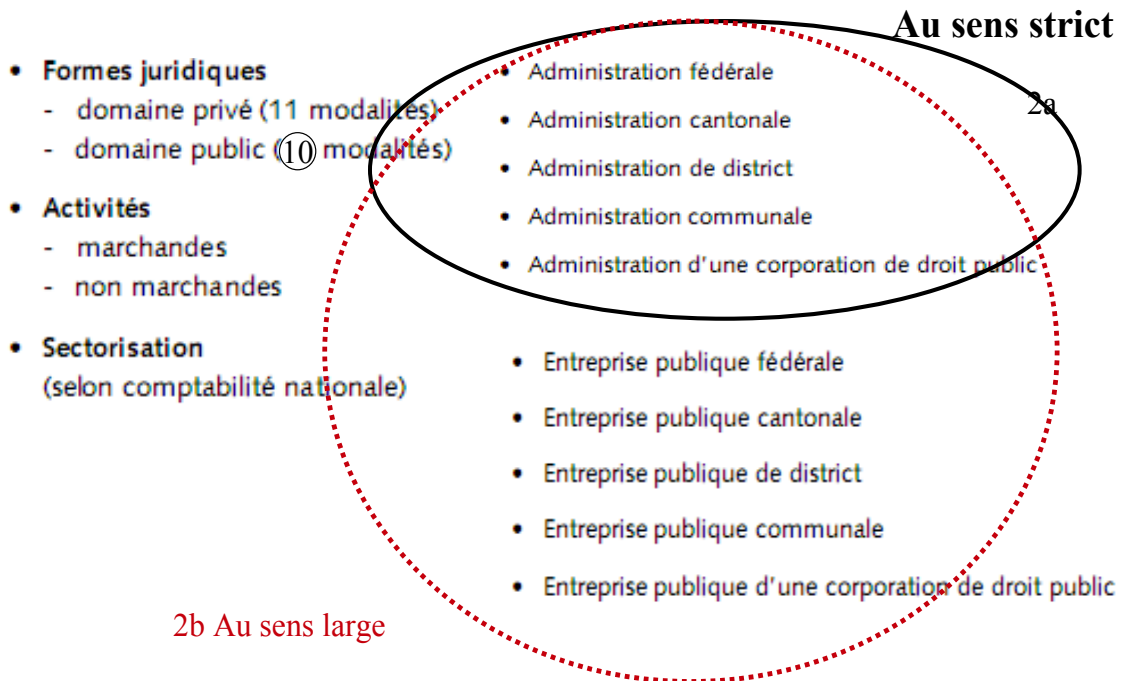 Au sens strict
• Formes juridiques
- domaine privé (11 modalités)
- domaine public (10 modalités)
• Activités
- marchandes
- non marchandes
• Sectorisation
(selon comptabilité nationale)
• Administration fédérale
2a
• Administration cantonale
• Administration de district
• Administration communale
• Administration d'une corporation de droit public
• Entreprise publique fédérale
• Entreprise publique cantonale
• Entreprise publique de district
• Entreprise publique communale
• Entreprise publique d'une corporation de droit public
2b Au sens large